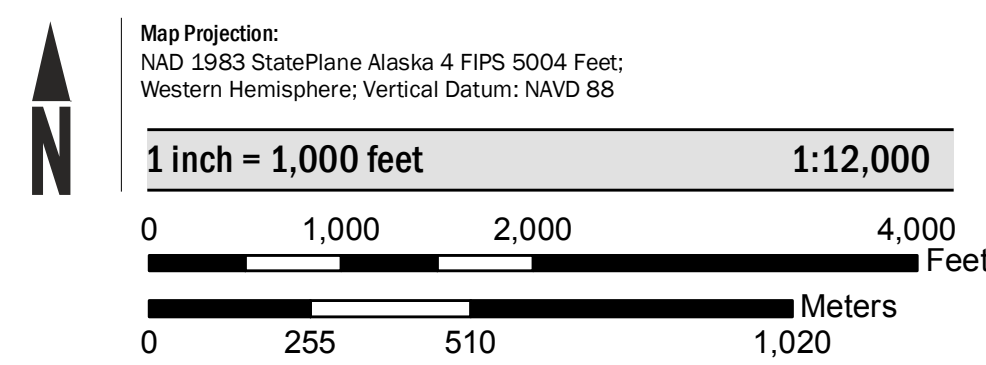 N
Map Projection:
NAD 1983 StatePlane Alaska 4 FIPS 5004 Feet;
Western Hemisphere; Vertical Datum: NAVD 88
1 inch = 1,000 feet 1:12,000
0 1,000 2,000 4,000
Feet
Meters
0 255 510 1,020